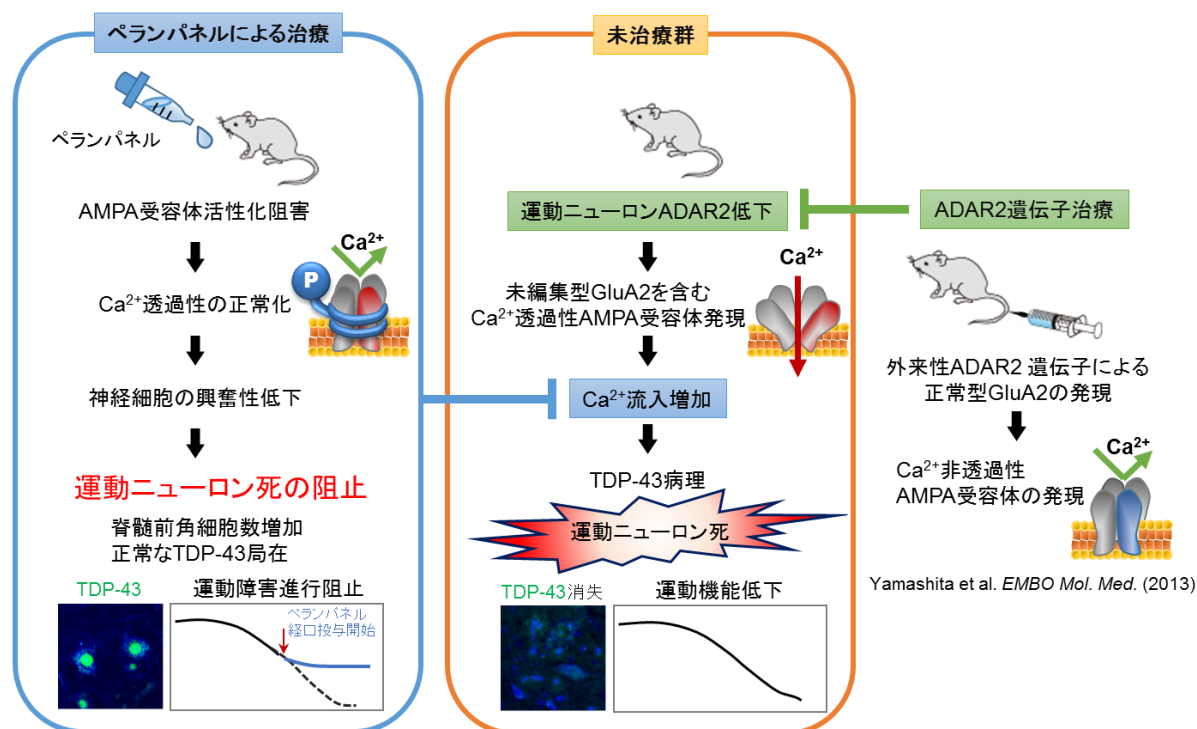 ペランパネルによる治療
ペランパネル
AMPA受容体活性化阻害
Ca²⁺
P
Ca²⁺透過性の正常化
神経細胞の興奮性低下
運動ニューロン死の阻止
脊髄前角細胞数増加
正常なTDP-43局在
TDP-43
運動障害進行阻止
ペランパネル
経口投与開始
未治療群
運動ニューロンADAR2低下
Ca²⁺
未編集型GluA2を含む
Ca²⁺透過性AMPA受容体発現
Ca²⁺流入増加
TDP-43病理
運動ニューロン死
TDP-43消失
運動機能低下
ADAR2遺伝子治療
外来性ADAR2 遺伝子による
正常型GluA2の発現
Ca²⁺
Ca²⁺非透過性
AMPA受容体の発現
Yamashita et al. EMBO Mol. Med. (2013)